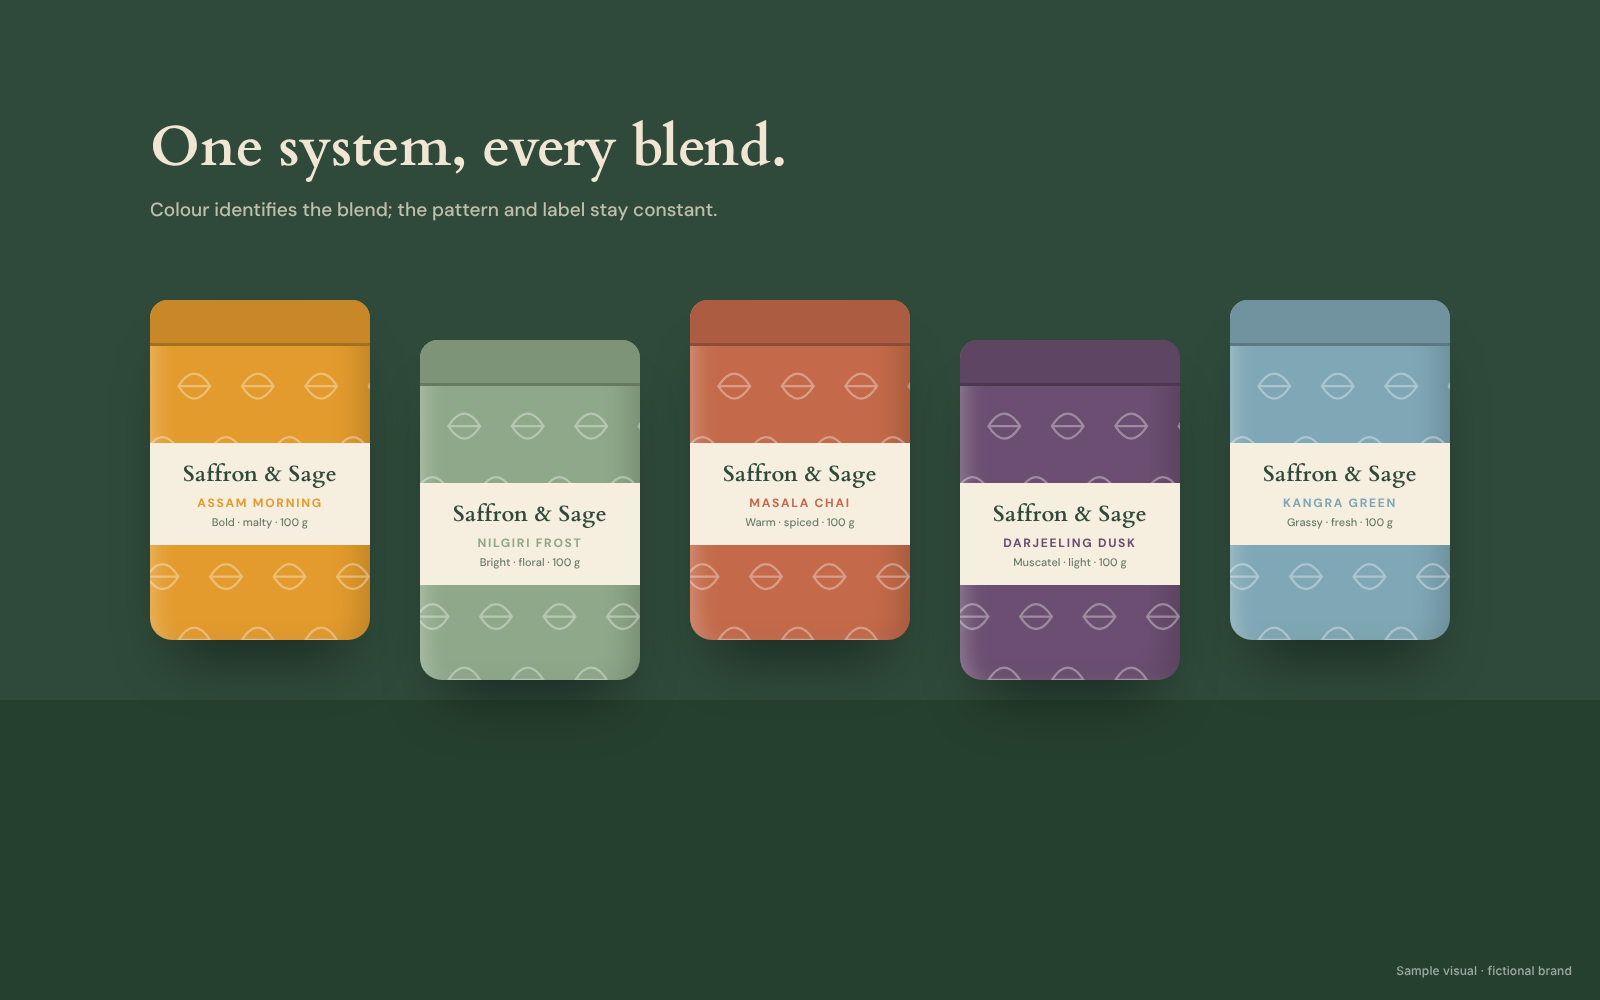 One system, every blend.
Colour identifies the blend; the pattern and label stay constant.
Saffron & Sage
ASSAM MORNING
Bold · malty · 100 g
Saffron & Sage
NILGIRI FROST
Bright · floral · 100 g
Saffron & Sage
MASALA CHAI
Warm · spiced · 100 g
Saffron & Sage
DARJEELING DUSK
Muscatel · light · 100 g
Saffron & Sage
KANGRA GREEN
Grassy · fresh · 100 g
Sample visual · fictional brand